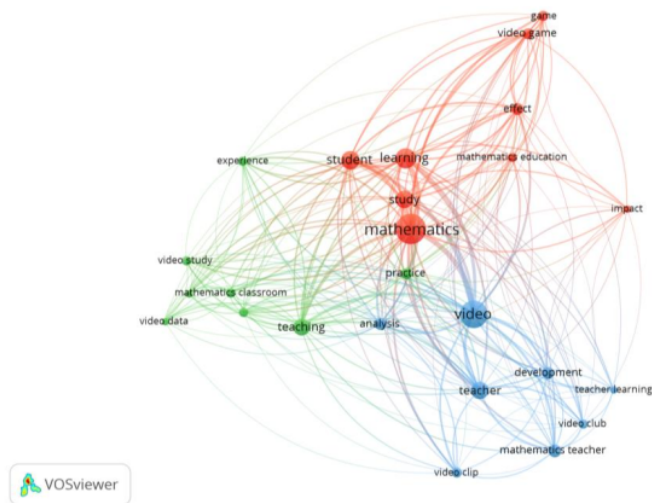 game
video game
effect
experience
student
learning
mathematics education
study
impact
mathematics
video study
practice
mathematics classroom
video data
teaching
analysis
video
development
teacher
teacher learning
video club
mathematics teacher
video clip
VOSviewer